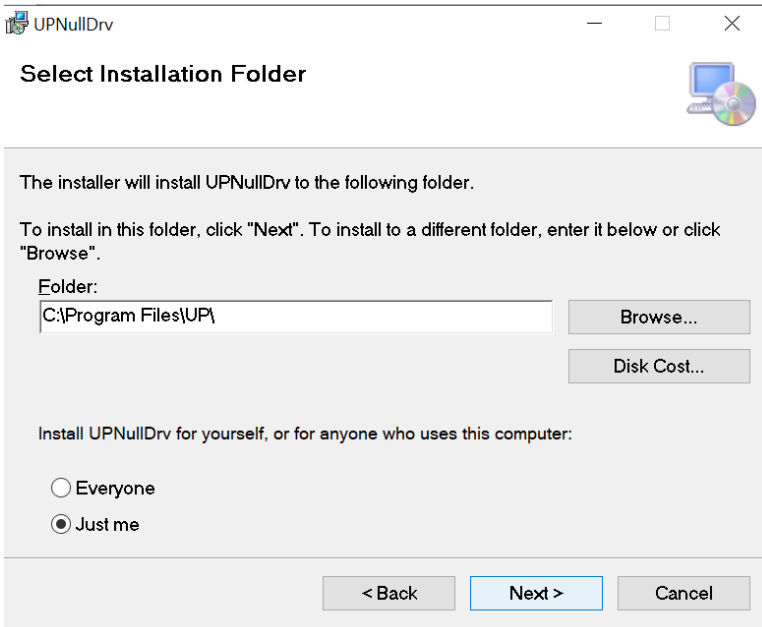 UPNullDrv
Select Installation Folder
The installer will install UPNullDrv to the following folder.
To install in this folder, click "Next". To install to a different folder, enter it below or click
"Browse".
Folder:
C:\Program Files\UP\
Browse...
Disk Cost...
Install UPNullDrv for yourself, or for anyone who uses this computer:
Everyone
Just me
< Back
Next >
Cancel